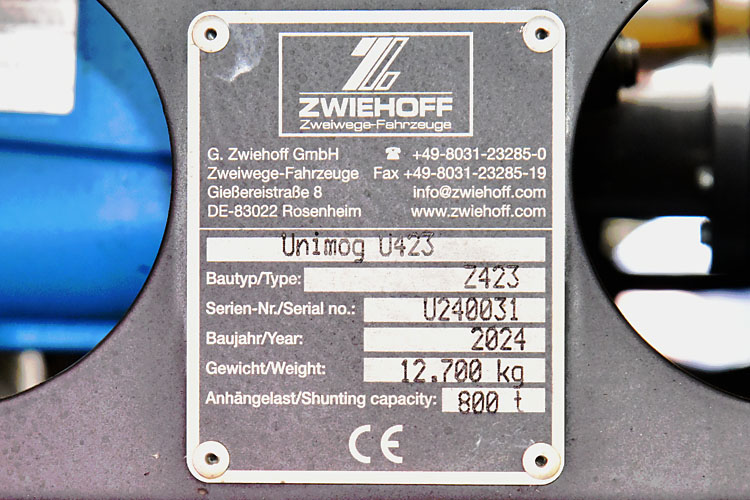 ZWIEHOFF
Zweiwege-Fahrzeuge
G. Zwiehoff GmbH ☎ +49-8031-23285-0
Zweiwege-Fahrzeuge Fax +49-8031-23285-19
Gießereistraße 8 info@zwiehoff.com
DE-83022 Rosenheim www.zwiehoff.com
Unimog U423
Bautyp/Type: Z423
Serien-Nr./Serial no.: U240031
Baujahr/Year: 2024
Gewicht/Weight: 12.700 kg
Anhängelast/Shunting capacity: 800 t
CE